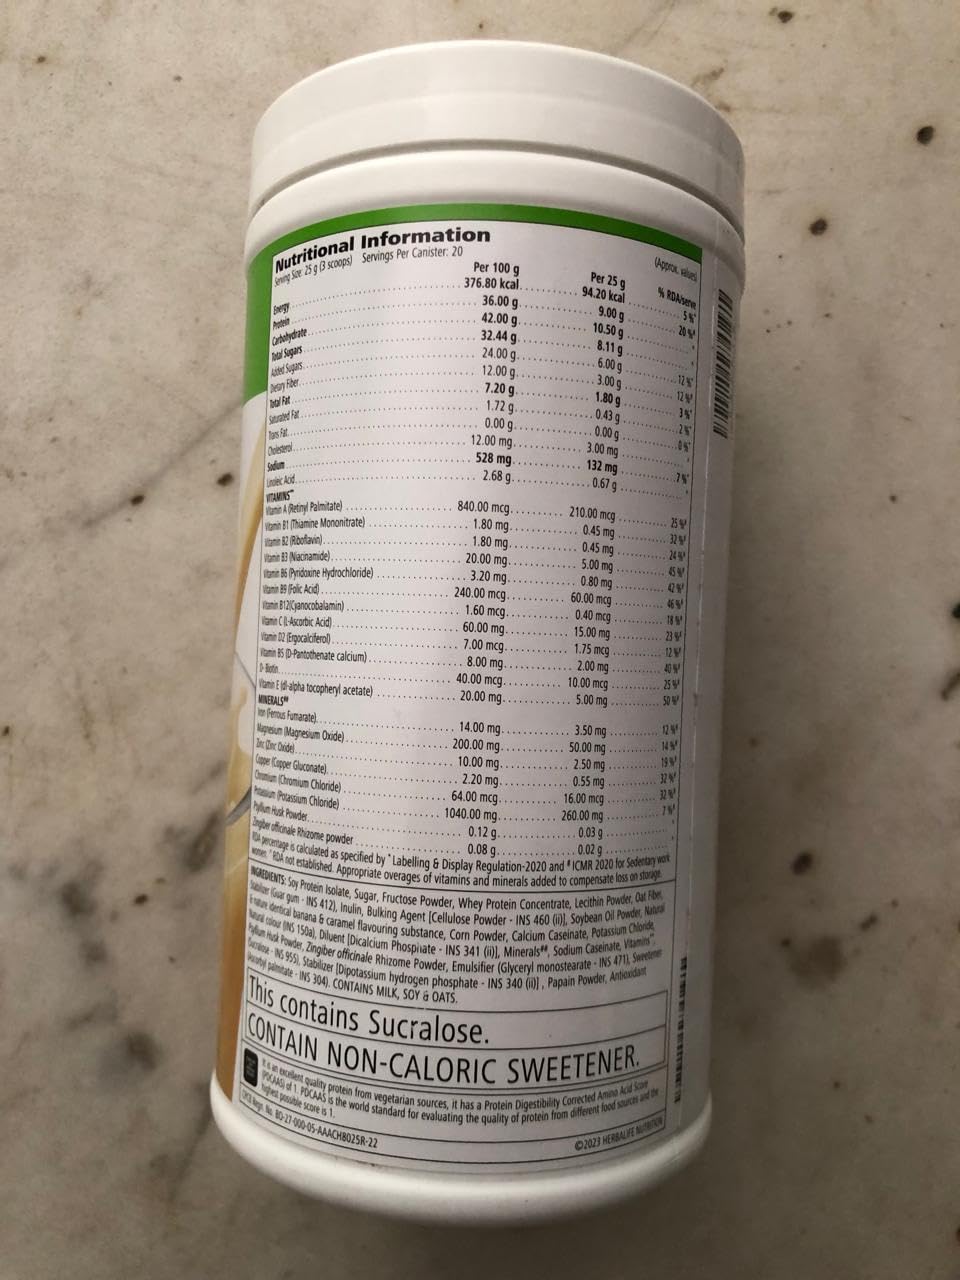 Nutritional Information
Serving Size: 25 g (3 scoops) Servings Per Canister: 20
(Approx. values)
Per 100 g Per 25 g % RDA/serve
Energy 376.80 kcal 94.20 kcal 5 %*
Protein 36.00 g 9.00 g 20 %#
Carbohydrate 42.00 g 10.50 g
Total Sugars 32.44 g 8.11 g
Added Sugars 24.00 g 6.00 g 12 %*
Dietary Fiber 12.00 g 3.00 g 12 %#
Total Fat 7.20 g 1.80 g 3 %*
Saturated Fat 1.72 g 0.43 g 2 %*
Trans Fat 0.00 g 0.00 g 0 %*
Cholesterol 12.00 mg 3.00 mg
Sodium 528 mg 132 mg 7 %*
Linoleic Acid 2.68 g 0.67 g
VITAMINS
Vitamin A (Retinyl Palmitate) 840.00 mcg 210.00 mcg 25 %#
Vitamin B1 (Thiamine Mononitrate) 1.80 mg 0.45 mg 32 %#
Vitamin B2 (Riboflavin) 1.80 mg 0.45 mg 24 %#
Vitamin B3 (Niacinamide) 20.00 mg 5.00 mg 45 %#
Vitamin B6 (Pyridoxine Hydrochloride) 3.20 mg 0.80 mg 42 %#
Vitamin B9 (Folic Acid) 240.00 mcg 60.00 mcg 46 %#
Vitamin B12(Cyanocobalamin) 1.60 mcg 0.40 mcg 18 %#
Vitamin C (L-Ascorbic Acid) 60.00 mg 15.00 mg 23 %#
Vitamin D2 (Ergocalciferol) 7.00 mcg 1.75 mcg 12 %#
Vitamin B5 (D-Pantothenate calcium) 8.00 mg 2.00 mg 40 %#
D- Biotin 40.00 mcg 10.00 mcg 25 %#
Vitamin E (dl-alpha tocopheryl acetate) 20.00 mg 5.00 mg 50 %#
MINERALS##
Iron (Ferrous Fumarate) 14.00 mg 3.50 mg 12 %#
Magnesium (Magnesium Oxide) 200.00 mg 50.00 mg 14 %#
Zinc (Zinc Oxide) 10.00 mg 2.50 mg 19 %#
Copper (Copper Gluconate) 2.20 mg 0.55 mg 32 %#
Chromium (Chromium Chloride) 64.00 mcg 16.00 mcg 32 %#
Potassium (Potassium Chloride) 1040.00 mg 260.00 mg 7 %#
Psyllium Husk Powder 0.12 g 0.03 g
Zingiber officinale Rhizome powder 0.08 g 0.02 g
RDA percentage is calculated as specified by *Labelling & Display Regulation-2020 and #ICMR 2020 for Sedentary work
women. RDA not established. Appropriate overages of vitamins and minerals added to compensate loss on storage.
INGREDIENTS: Soy Protein Isolate, Sugar, Fructose Powder, Whey Protein Concentrate, Lecithin Powder, Oat Fiber,
Stabilizer (Guar gum - INS 412), Inulin, Bulking Agent [Cellulose Powder - INS 460 (ii)], Soybean Oil Powder, Natural
& nature identical banana & caramel flavouring substance, Corn Powder, Calcium Caseinate, Potassium Chloride,
Natural colour (INS 150a), Diluent [Dicalcium Phospiiate - INS 341 (ii)], Minerals##, Sodium Caseinate, Vitamins
Psyllium Husk Powder, Zingiber officinale Rhizome Powder, Emulsifier (Glyceryl monostearate - INS 471), Sweetener
(Sucralose - INS 955), Stabilizer [Dipotassium hydrogen phosphate - INS 340 (ii)], Papain Powder, Antioxidant
(Ascorbyl palmitate - INS 304). CONTAINS MILK, SOY & OATS.
This contains Sucralose.
CONTAIN NON-CALORIC SWEETENER.
It is an excellent quality protein from vegetarian sources, it has a Protein Digestibility Corrected Amino Acid Score
(PDCAAS) of 1. PDCAAS is the world standard for evaluating the quality of protein from different food sources and the
highest possible score is 1.
CPCB Regn. No. BO-27-000-05-AAACH8025R-22
©2023 HERBALIFE NUTRITION